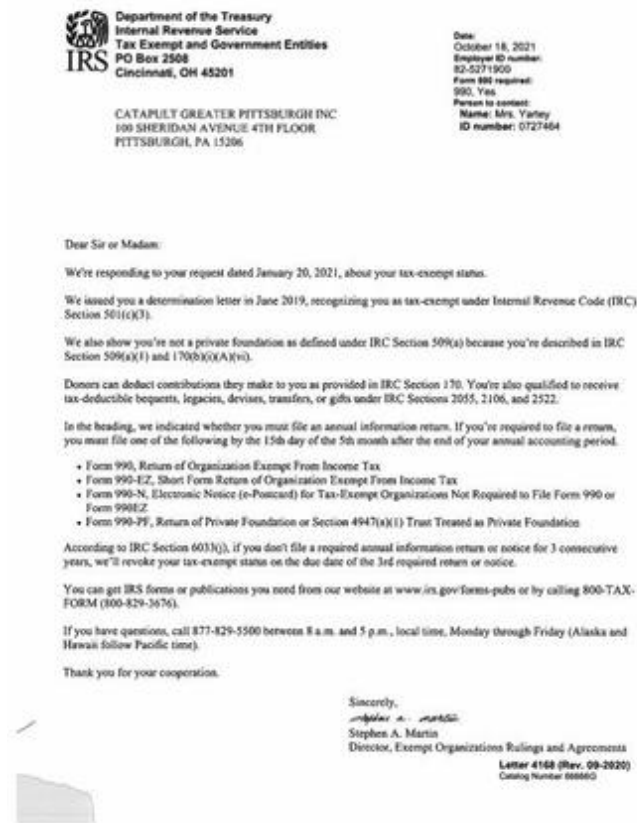 IRS
Department of the Treasury
Internal Revenue Service
Tax Exempt and Government Entities
PO Box 2508
Cincinnati, OH 45201
Date:
October 18, 2021
Employer ID number:
82-5271900
Form 990 required:
990, Yes
Person to contact:
Name: Mrs. Yartey
ID number: 0727464
CATAPULT GREATER PITTSBURGH INC
100 SHERIDAN AVENUE 4TH FLOOR
PITTSBURGH, PA 15206
Dear Sir or Madam:
We're responding to your request dated January 20, 2021, about your tax-exempt status.
We issued you a determination letter in June 2019, recognizing you as tax-exempt under Internal Revenue Code (IRC)
Section 501(c)(3).
We also show you're not a private foundation as defined under IRC Section 509(a) because you're described in IRC
Section 509(a)(1) and 170(b)(i)(A)(vi).
Donors can deduct contributions they make to you as provided in IRC Section 170. You're also qualified to receive
tax-deductible bequests, legacies, devises, transfers, or gifts under IRC Sections 2055, 2106, and 2522.
In the heading, we indicated whether you must file an annual information return. If you're required to file a return,
you must file one of the following by the 15th day of the 5th month after the end of your annual accounting period.
• Form 990, Return of Organization Exempt From Income Tax
• Form 990-EZ, Short Form Return of Organization Exempt From Income Tax
• Form 990-N, Electronic Notice (e-Postcard) for Tax-Exempt Organizations Not Required to File Form 990 or
Form 990EZ
• Form 990-PF, Return of Private Foundation or Section 4947(a)(1) Trust Treated as Private Foundation
According to IRC Section 6033(j), if you don't file a required annual information return or notice for 3 consecutive
years, we'll revoke your tax-exempt status on the due date of the 3rd required return or notice.
You can get IRS forms or publications you need from our website at www.irs.gov/forms-pubs or by calling 800-TAX-
FORM (800-829-3676).
If you have questions, call 877-829-5500 between 8 a.m. and 5 p.m., local time, Monday through Friday (Alaska and
Hawaii follow Pacific time).
Thank you for your cooperation.
Sincerely,
stephen a. martin
Stephen A. Martin
Director, Exempt Organizations Rulings and Agreements
Letter 4168 (Rev. 09-2020)
Catalog Number 66666G